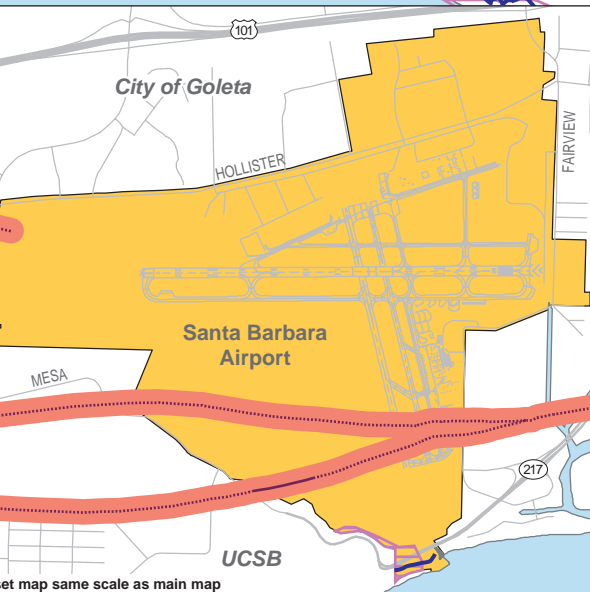 101
City of Goleta
FAIRVIEW
HOLLISTER
Santa Barbara
Airport
MESA
217
UCSB
set map same scale as main map